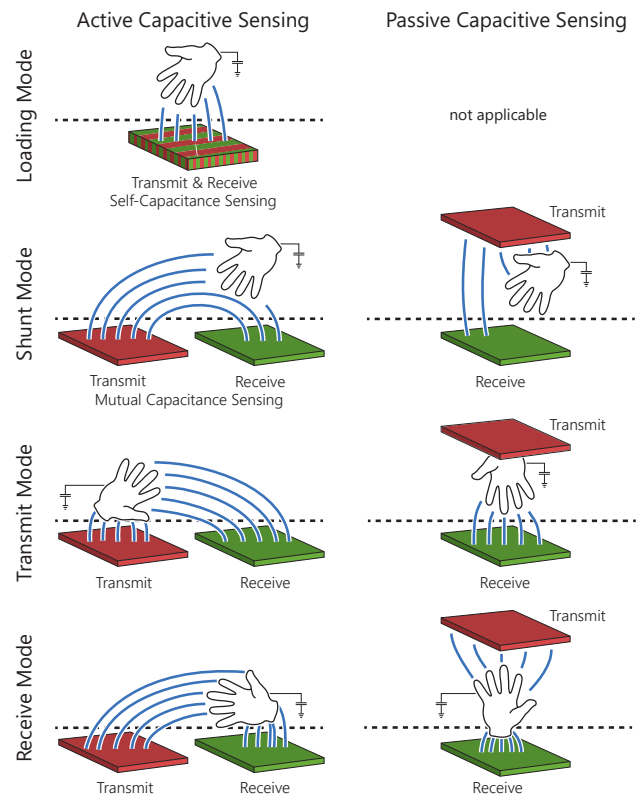 Active Capacitive Sensing
Passive Capacitive Sensing
Loading Mode
not applicable
Transmit & Receive
Self-Capacitance Sensing
Shunt Mode
Transmit
Receive
Mutual Capacitance Sensing
Transmit
Receive
Transmit Mode
Transmit
Receive
Transmit
Receive
Receive Mode
Transmit
Receive
Transmit
Receive